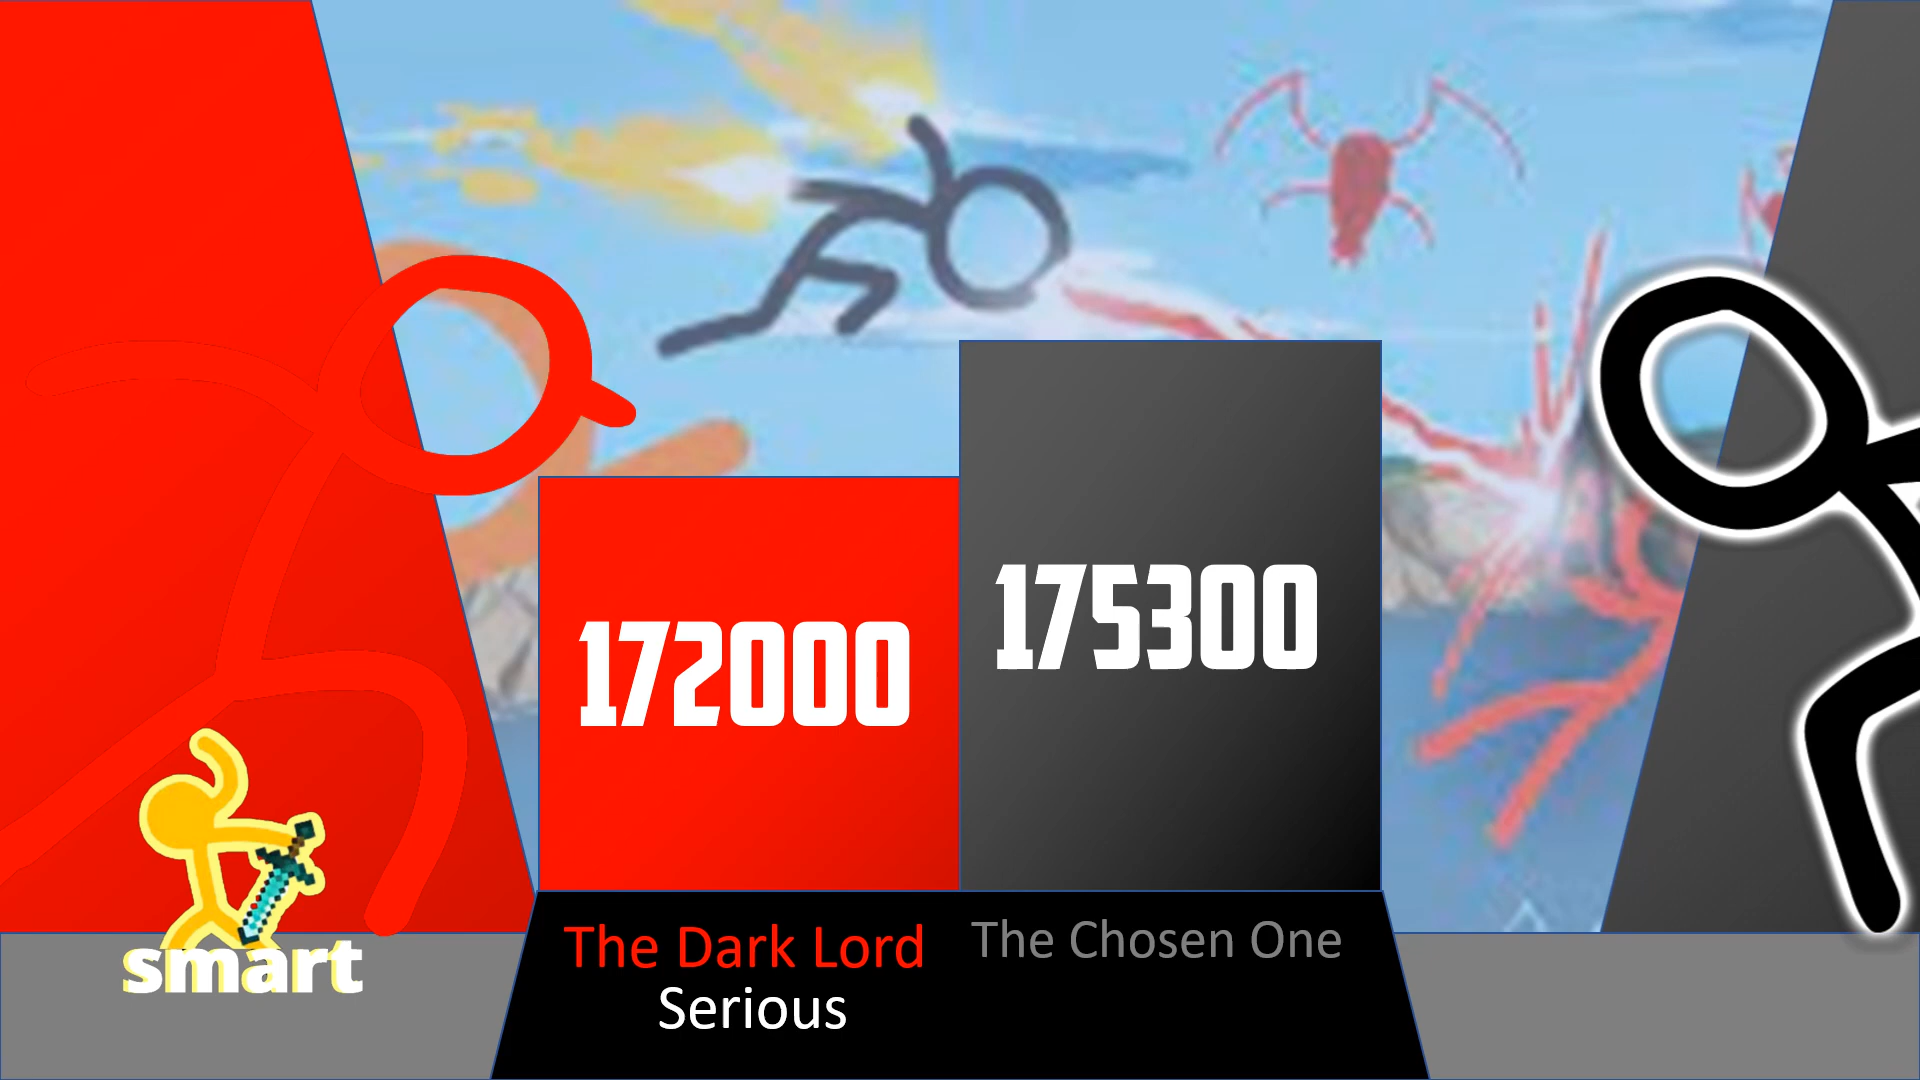 172000
175300
The Dark Lord
Serious
The Chosen One
smart